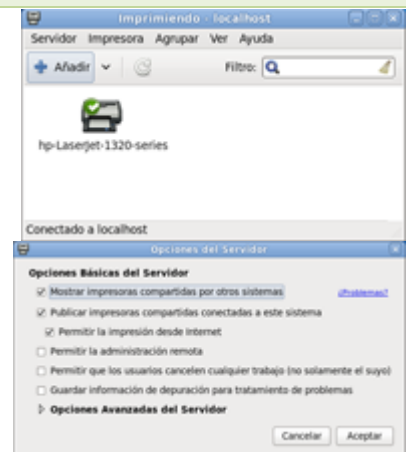 Imprimiendo - localhost
Servidor Impresora Agrupar Ver Ayuda
Añadir Filtro:
hp-LaserJet-1320-series
Conectado a localhost
Opciones del Servidor
Opciones Básicas del Servidor
Mostrar impresoras compartidas por otros sistemas ¿Problemas?
Publicar impresoras compartidas conectadas a este sistema
Permitir la impresión desde Internet
Permitir la administración remota
Permitir que los usuarios cancelen cualquier trabajo (no solamente el suyo)
Guardar información de depuración para tratamiento de problemas
Opciones Avanzadas del Servidor
Cancelar Aceptar